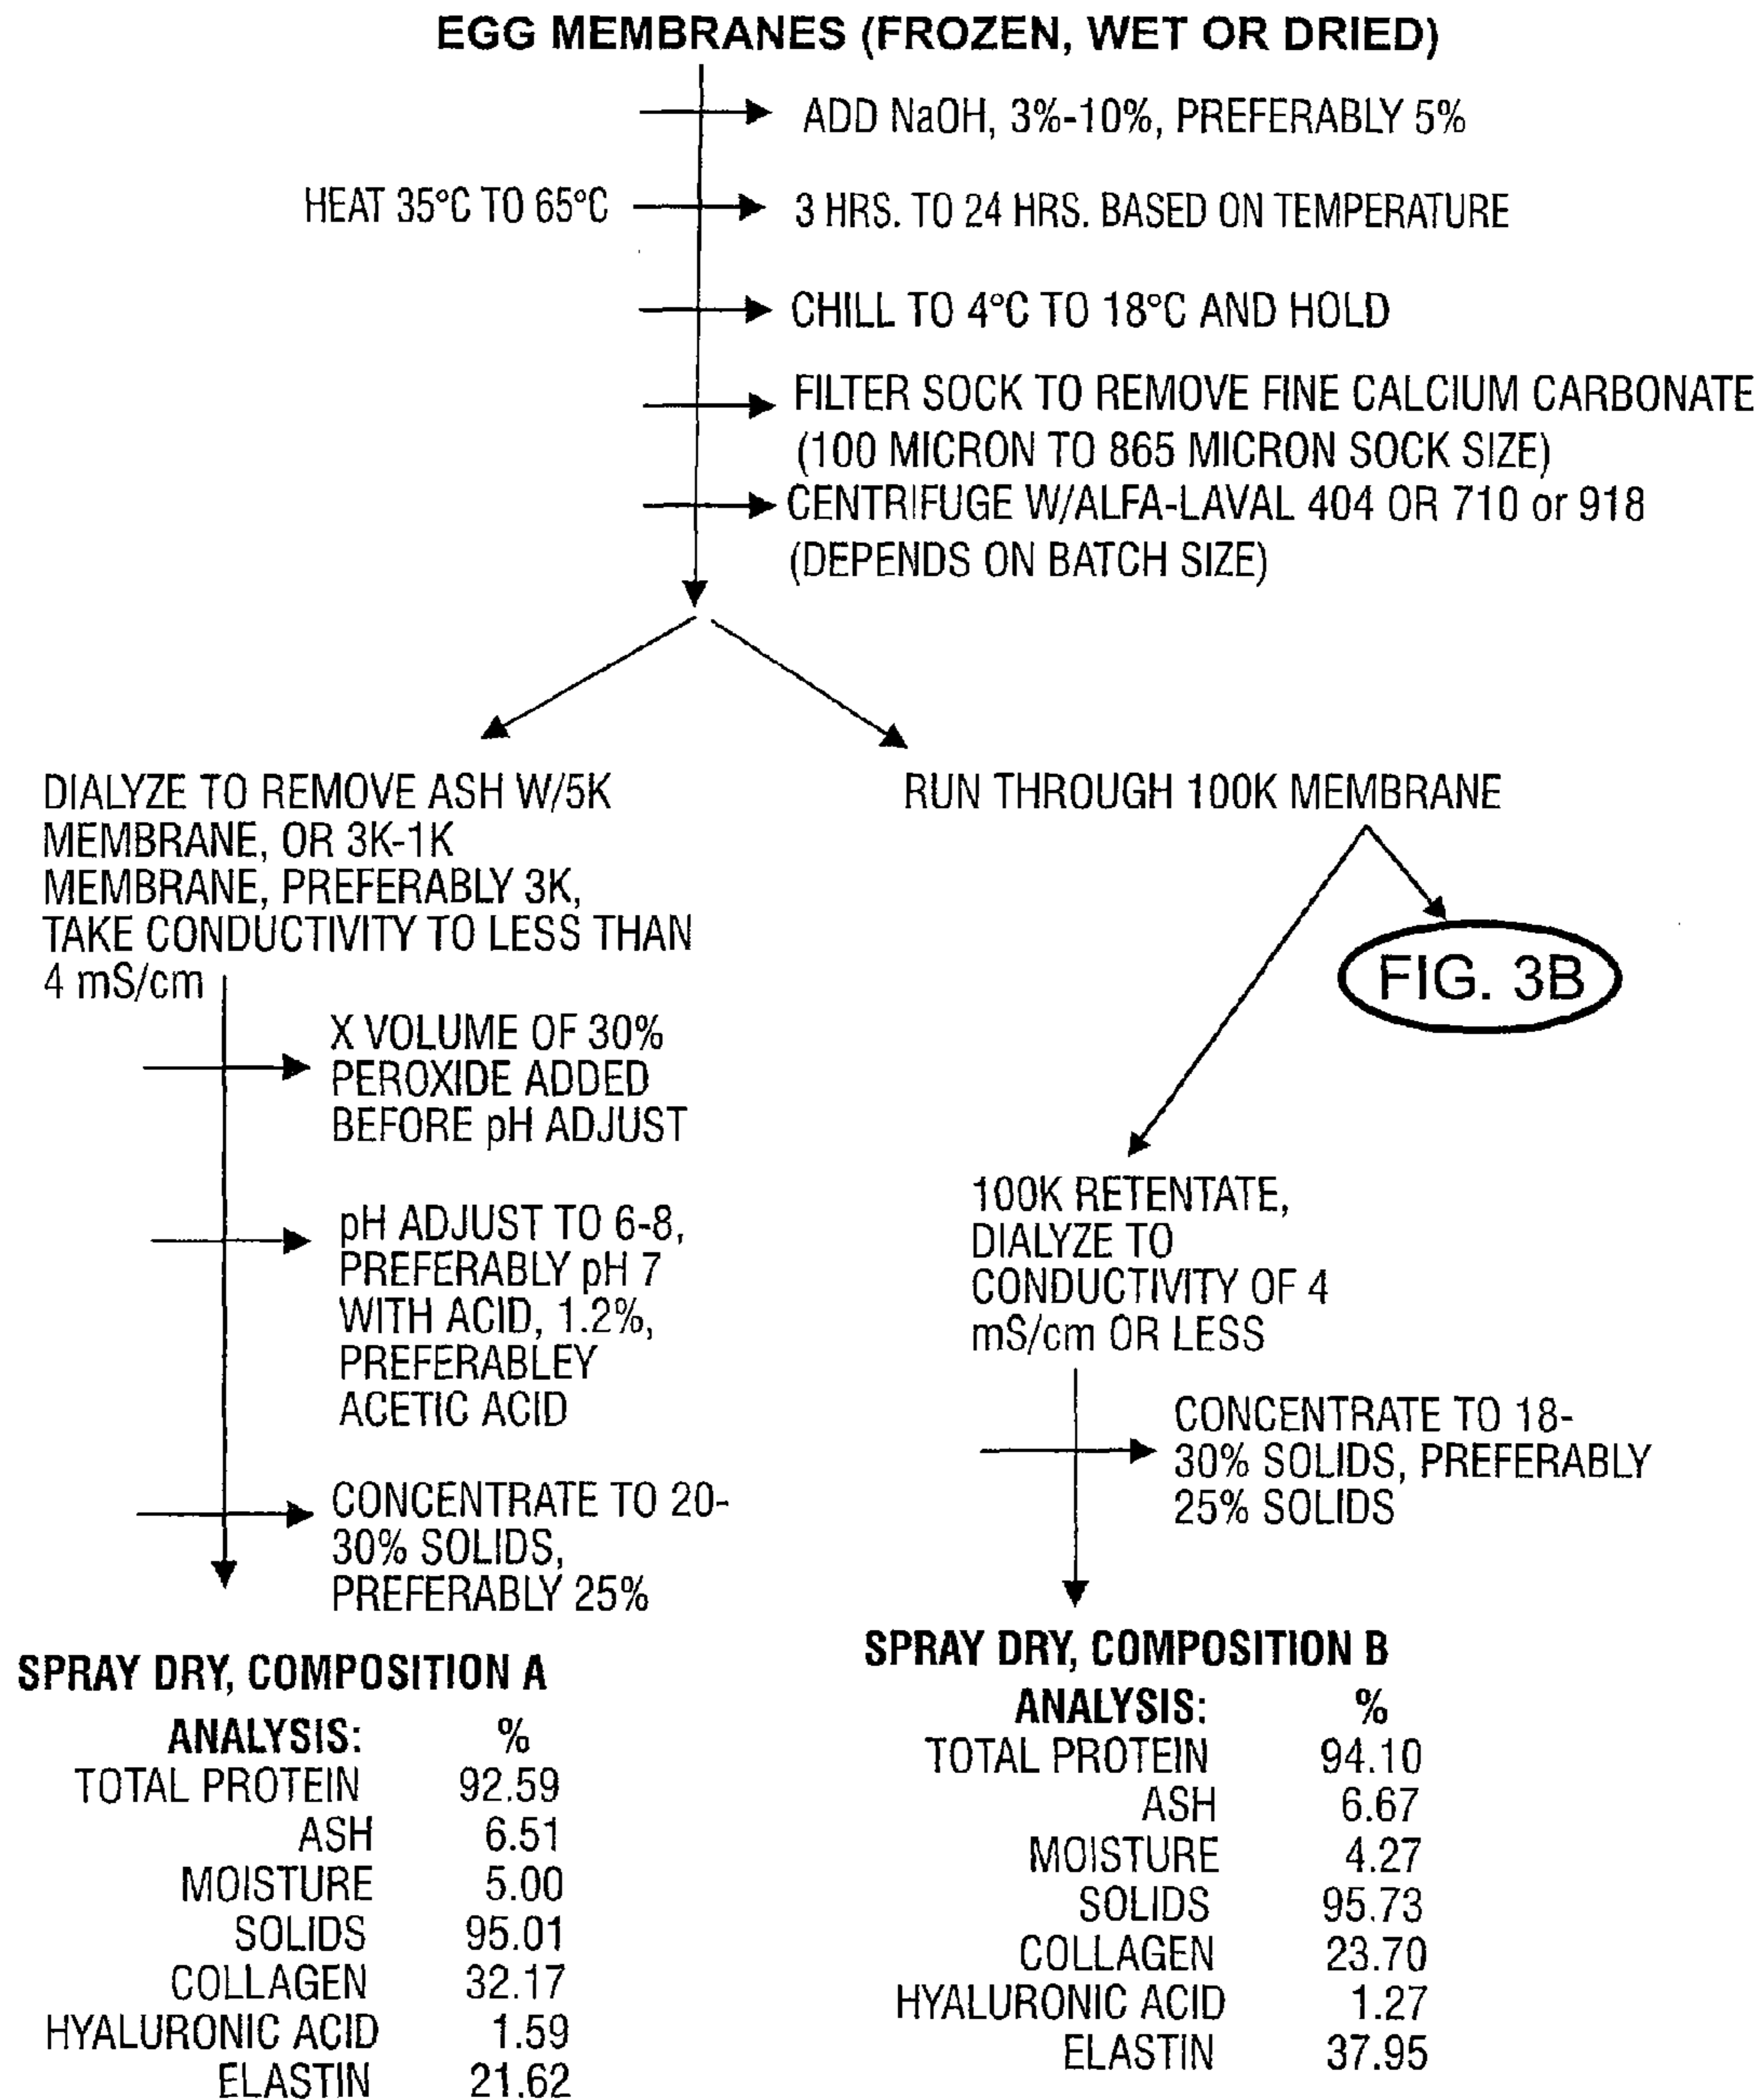 EGG MEMBRANES (FROZEN, WET OR DRIED)
ADD NaOH, 3%-10%, PREFERABLY 5%
HEAT 35°C TO 65°C
3 HRS. TO 24 HRS. BASED ON TEMPERATURE
CHILL TO 4°C TO 18°C AND HOLD
FILTER SOCK TO REMOVE FINE CALCIUM CARBONATE
(100 MICRON TO 865 MICRON SOCK SIZE)
CENTRIFUGE W/ALFA-LAVAL 404 OR 710 or 918
(DEPENDS ON BATCH SIZE)
DIALYZE TO REMOVE ASH W/5K
MEMBRANE, OR 3K-1K
MEMBRANE, PREFERABLY 3K,
TAKE CONDUCTIVITY TO LESS THAN
4 mS/cm
X VOLUME OF 30%
PEROXIDE ADDED
BEFORE pH ADJUST
pH ADJUST TO 6-8,
PREFERABLY pH 7
WITH ACID, 1.2%,
PREFERABLEY
ACETIC ACID
CONCENTRATE TO 20-
30% SOLIDS,
PREFERABLY 25%
SPRAY DRY, COMPOSITION A
ANALYSIS: %
TOTAL PROTEIN 92.59
ASH 6.51
MOISTURE 5.00
SOLIDS 95.01
COLLAGEN 32.17
HYALURONIC ACID 1.59
ELASTIN 21.62
RUN THROUGH 100K MEMBRANE
FIG. 3B
100K RETENTATE,
DIALYZE TO
CONDUCTIVITY OF 4
mS/cm OR LESS
CONCENTRATE TO 18-
30% SOLIDS, PREFERABLY
25% SOLIDS
SPRAY DRY, COMPOSITION B
ANALYSIS: %
TOTAL PROTEIN 94.10
ASH 6.67
MOISTURE 4.27
SOLIDS 95.73
COLLAGEN 23.70
HYALURONIC ACID 1.27
ELASTIN 37.95